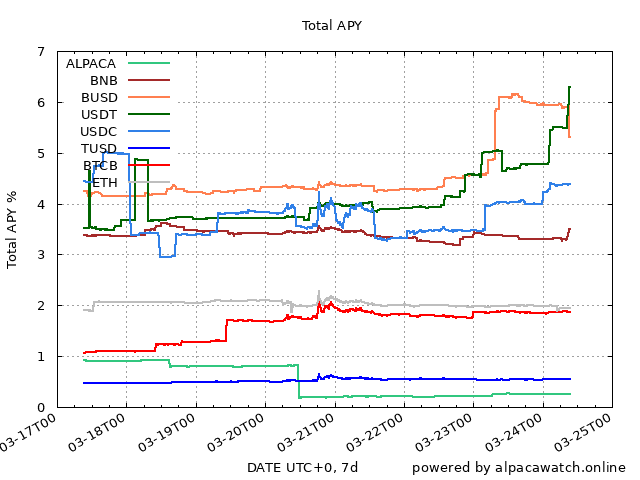 Total APY
7
6
5
4
3
2
1
0
Total APY %
ALPACA
BNB
BUSD
USDT
USDC
TUSD
BTCB
ETH
03-17T00
03-18T00
03-19T00
03-20T00
03-21T00
03-22T00
03-23T00
03-24T00
03-25T00
DATE UTC+0, 7d
powered by alpacawatch.online